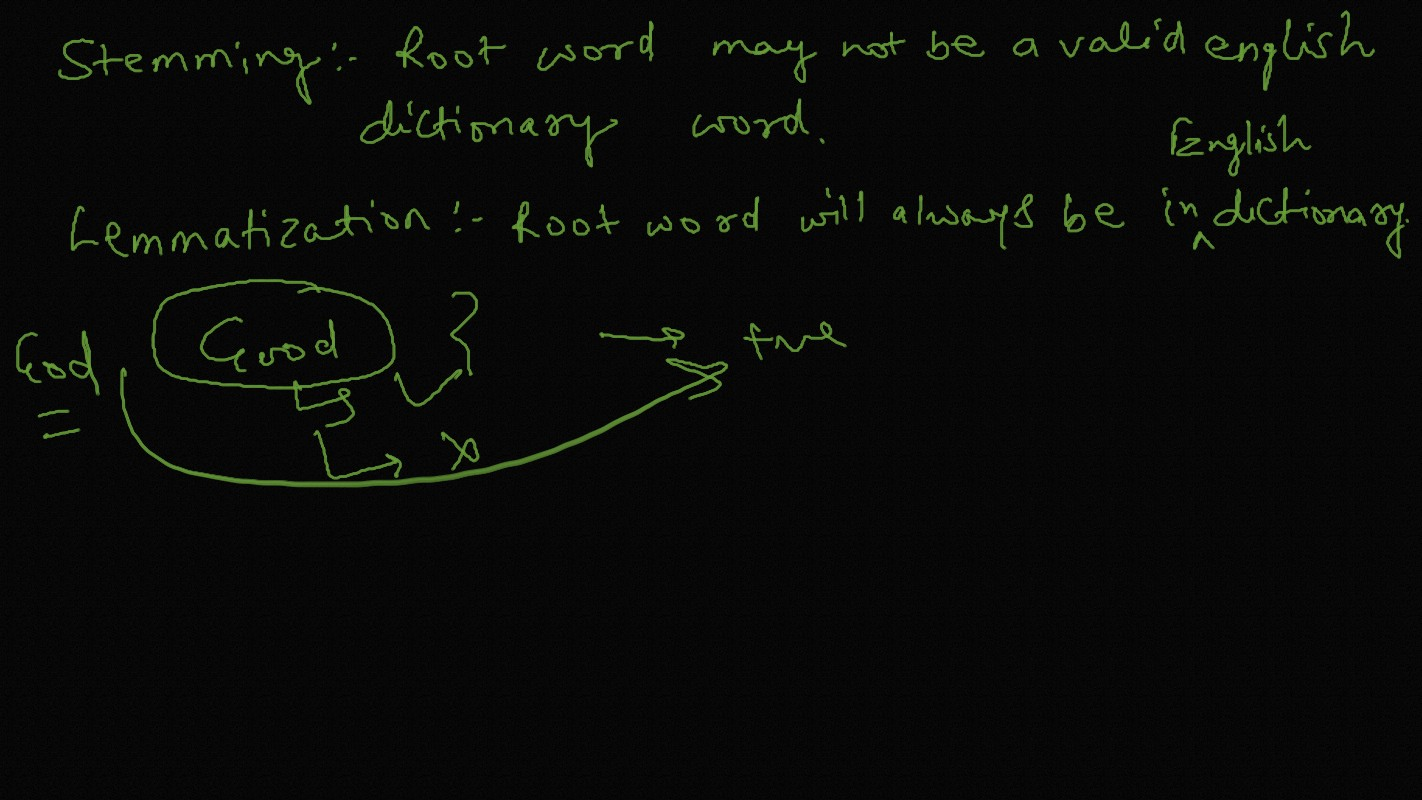 Stemming:- Root word may not be a valid english
dictionary word.
English
Lemmatization:- Root word will always be in ^ dictionary.
God Good } → true
x